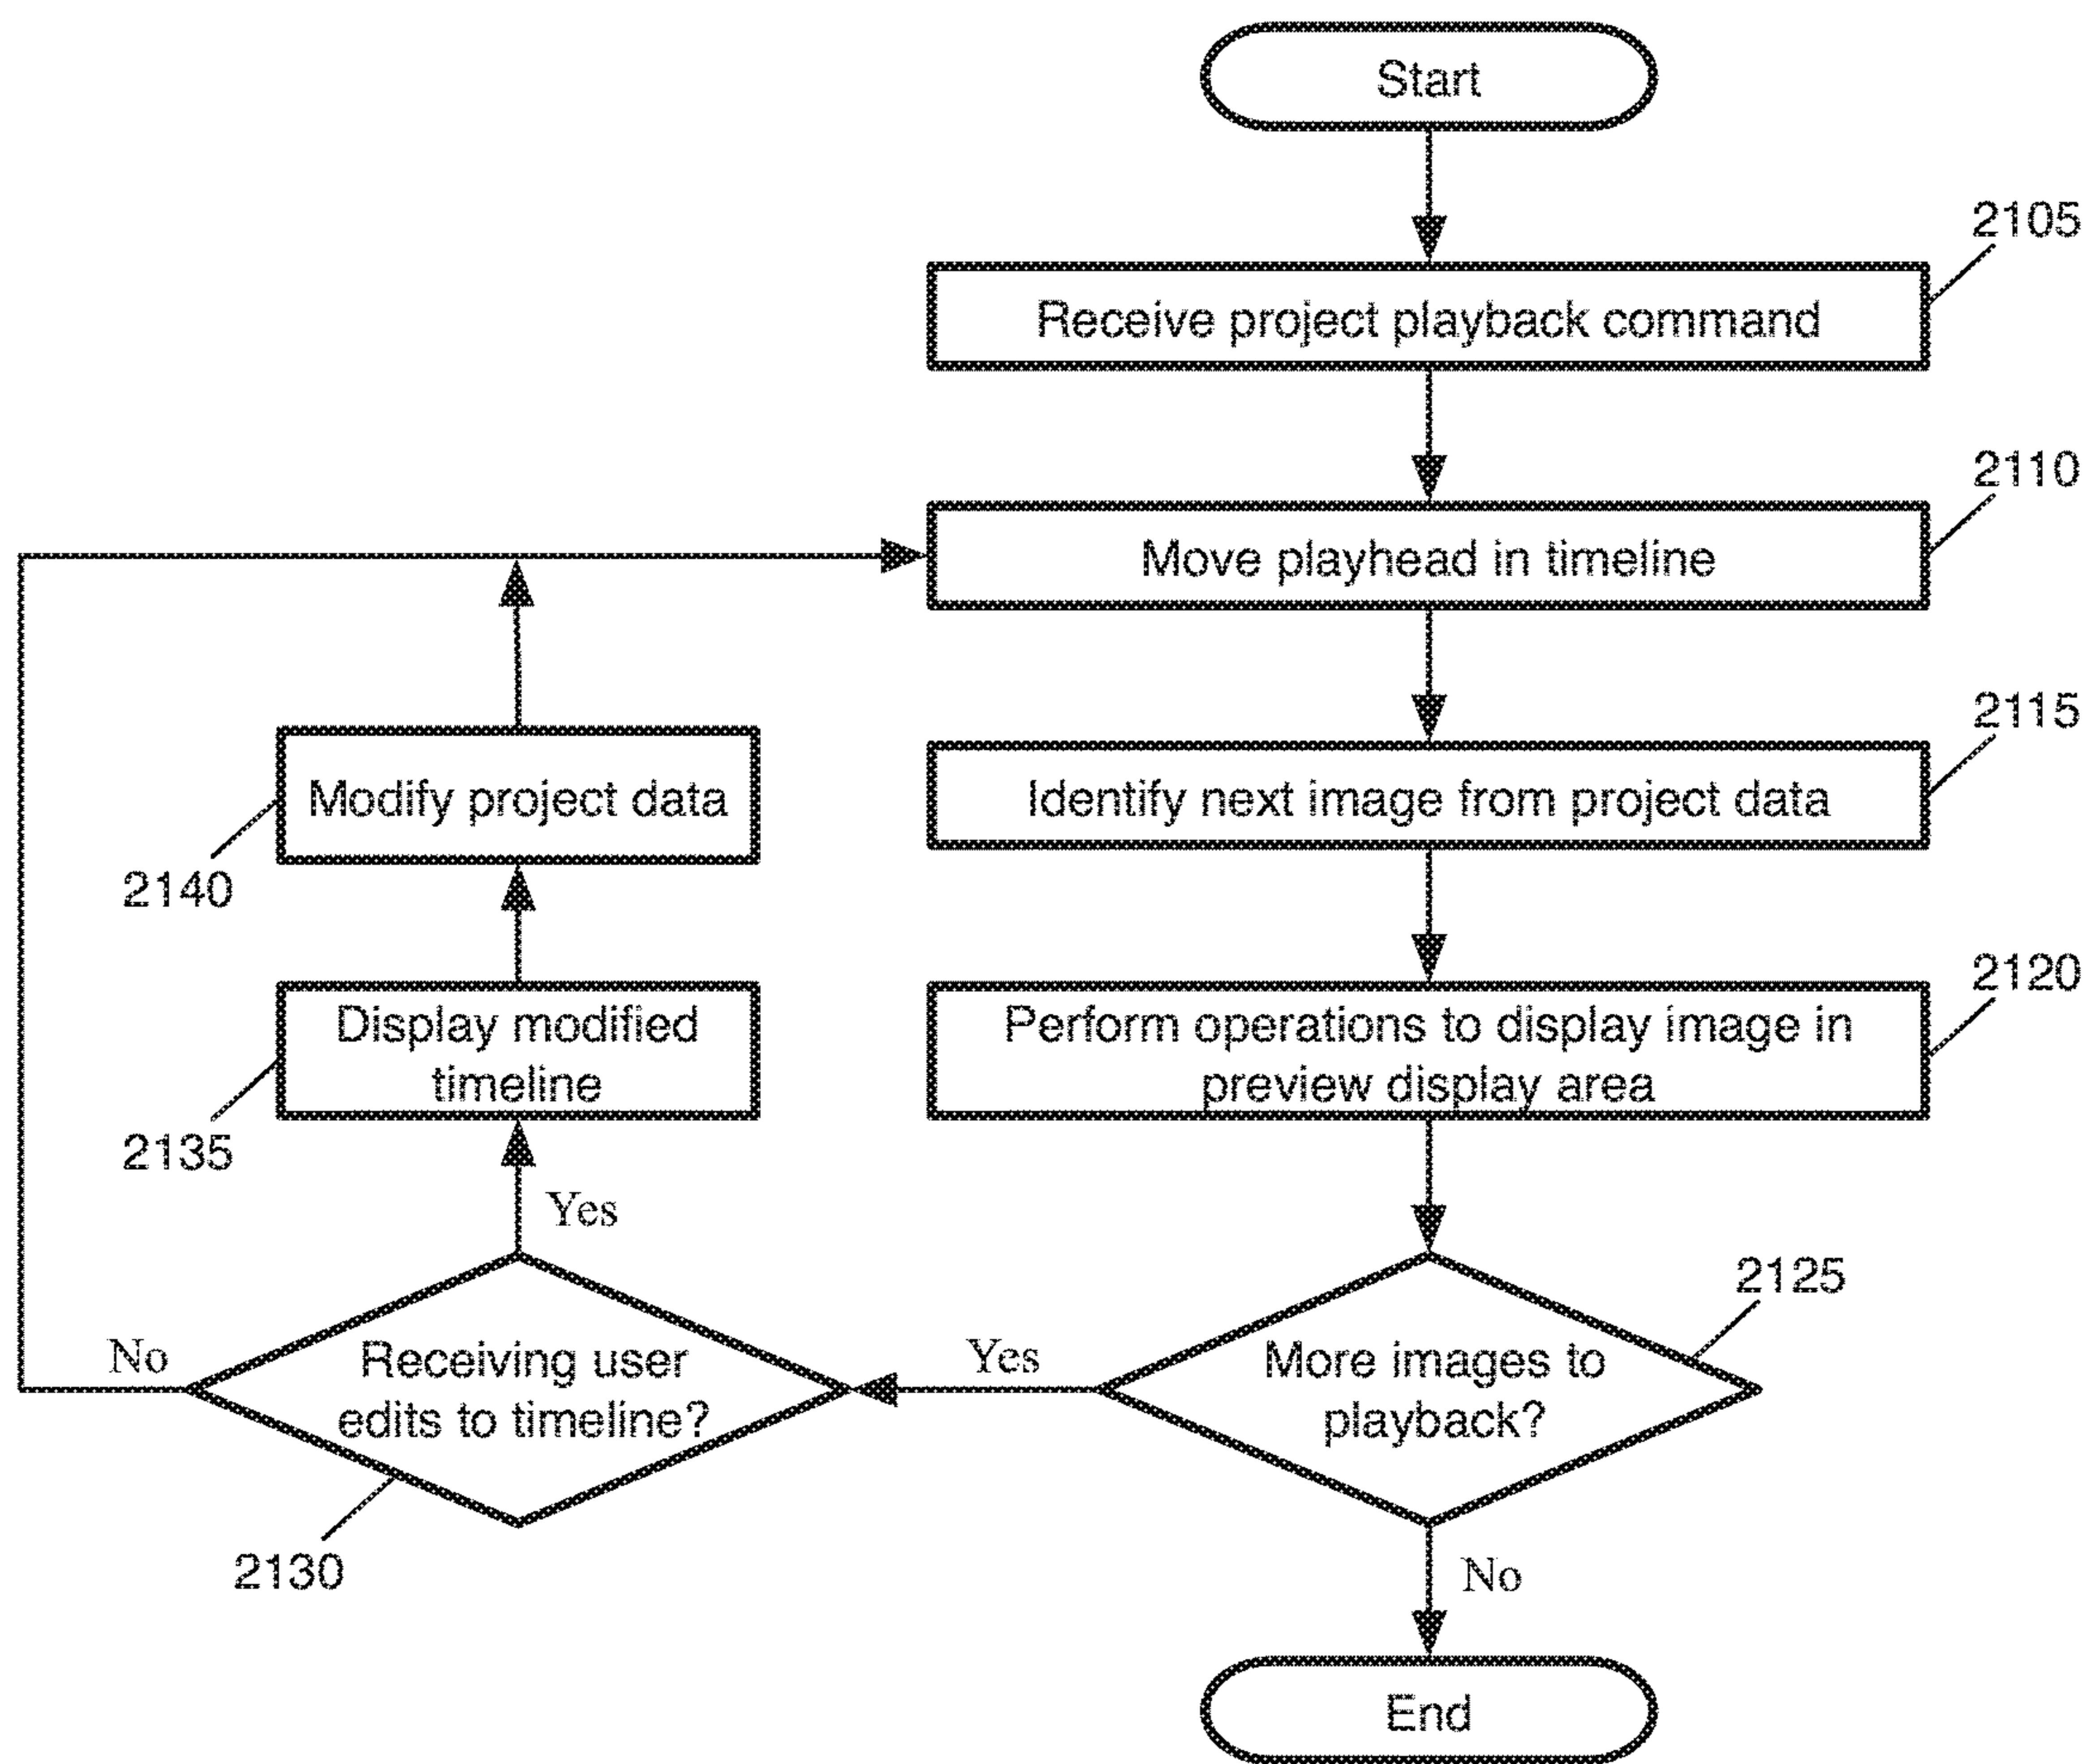 Start
2105
Receive project playback command
2110
Move playhead in timeline
2115
Modify project data
Identify next image from project data
2140
2120
Display modified
timeline
Perform operations to display image in
preview display area
2135
Yes
2125
No
Receiving user
edits to timeline?
Yes
More images to
playback?
2130
No
End